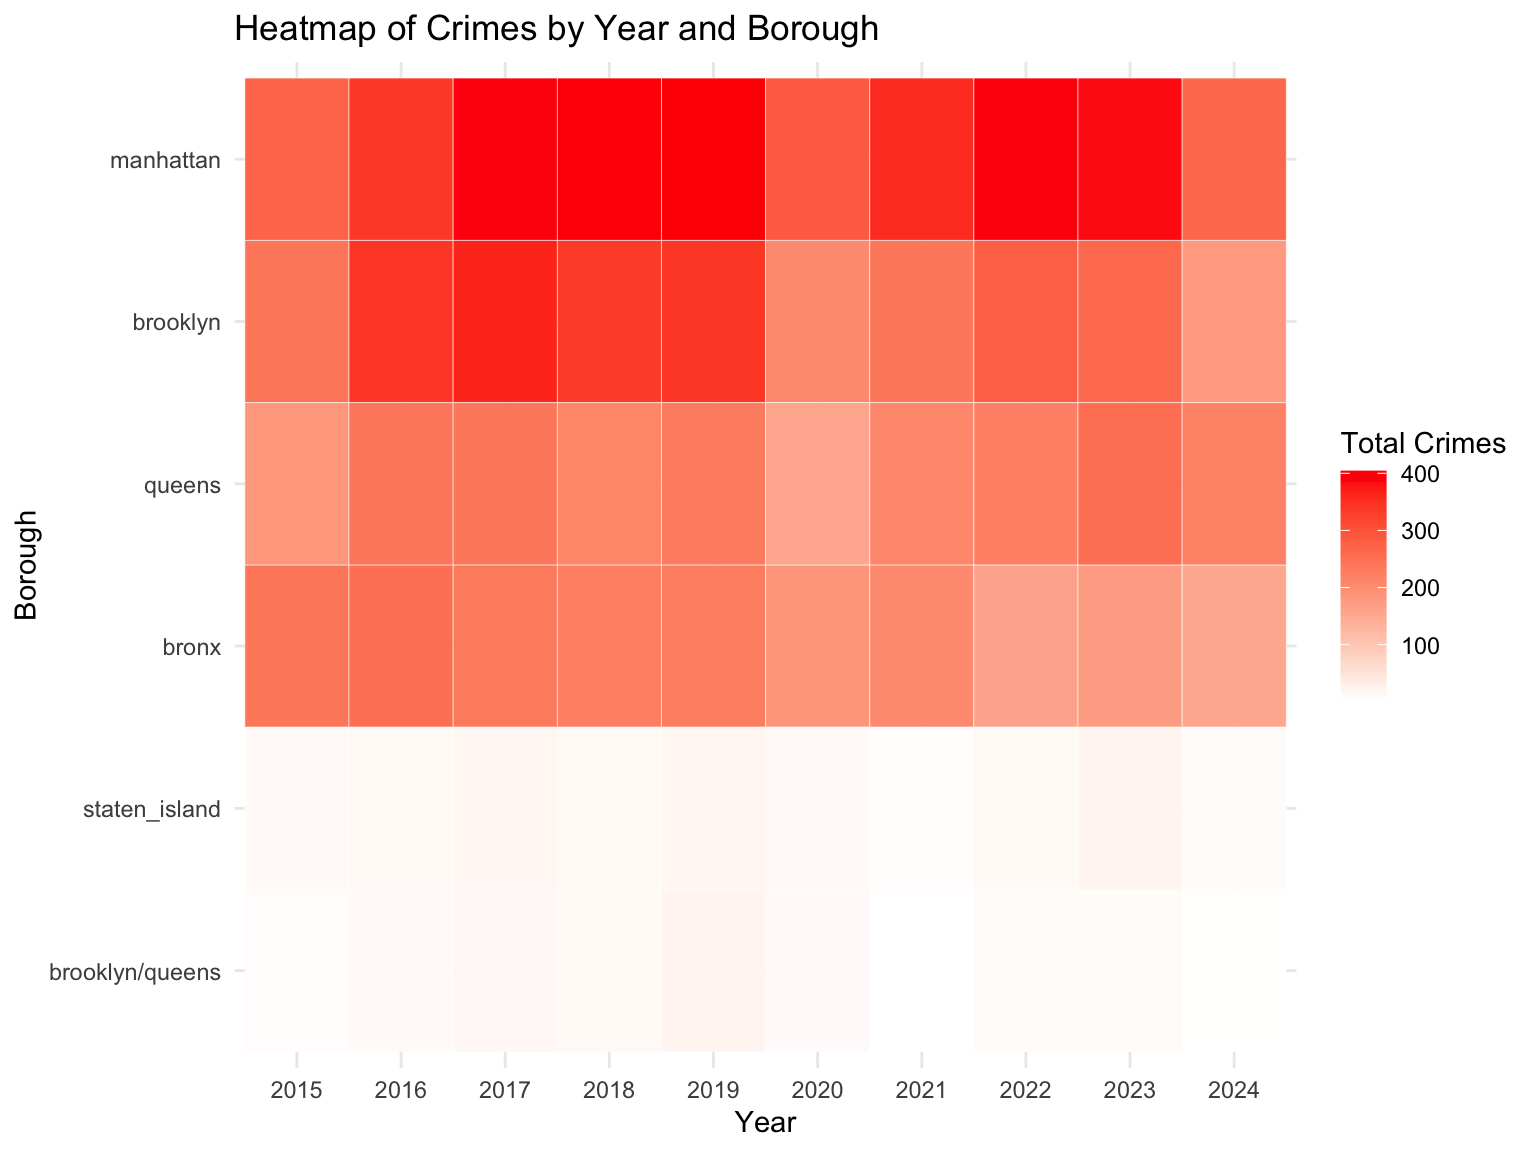 Heatmap of Crimes by Year and Borough
manhattan
brooklyn
queens
bronx
staten_island
brooklyn/queens
Borough
2015 2016 2017 2018 2019 2020 2021 2022 2023 2024
Year
Total Crimes
400
300
200
100